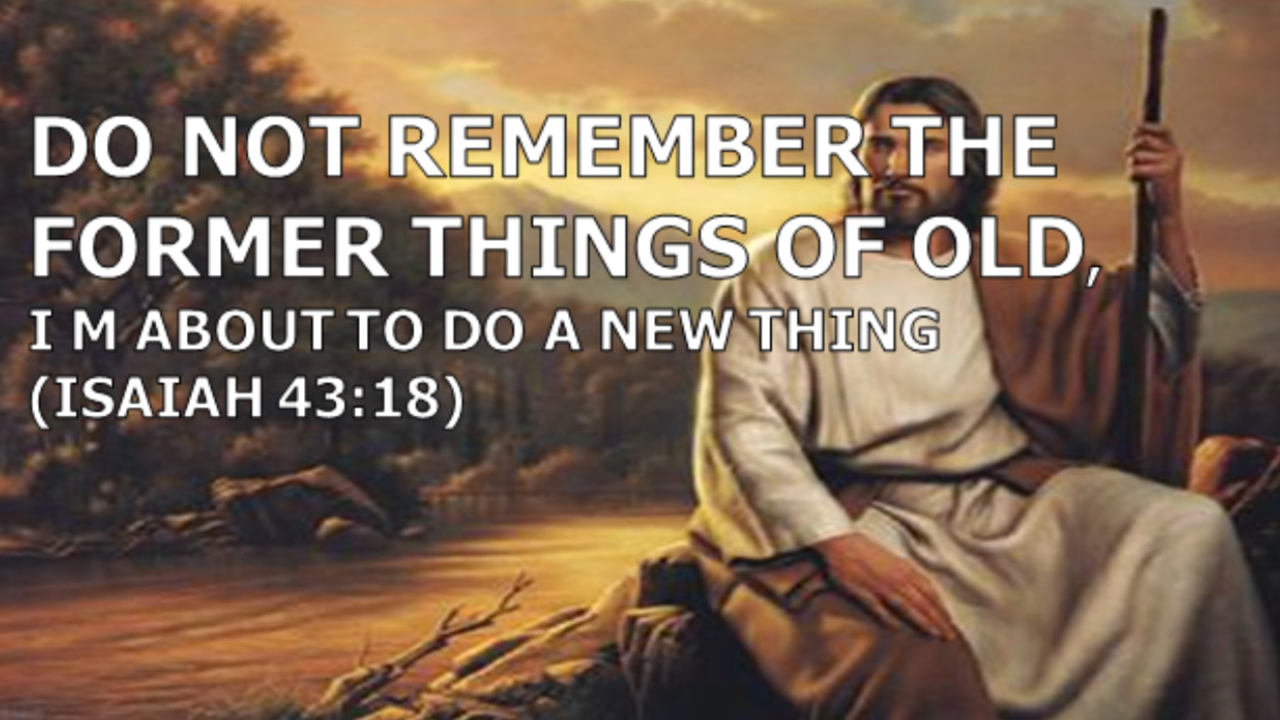 DO NOT REMEMBER THE
FORMER THINGS OF OLD,
I M ABOUT TO DO A NEW THING
(ISAIAH 43:18)